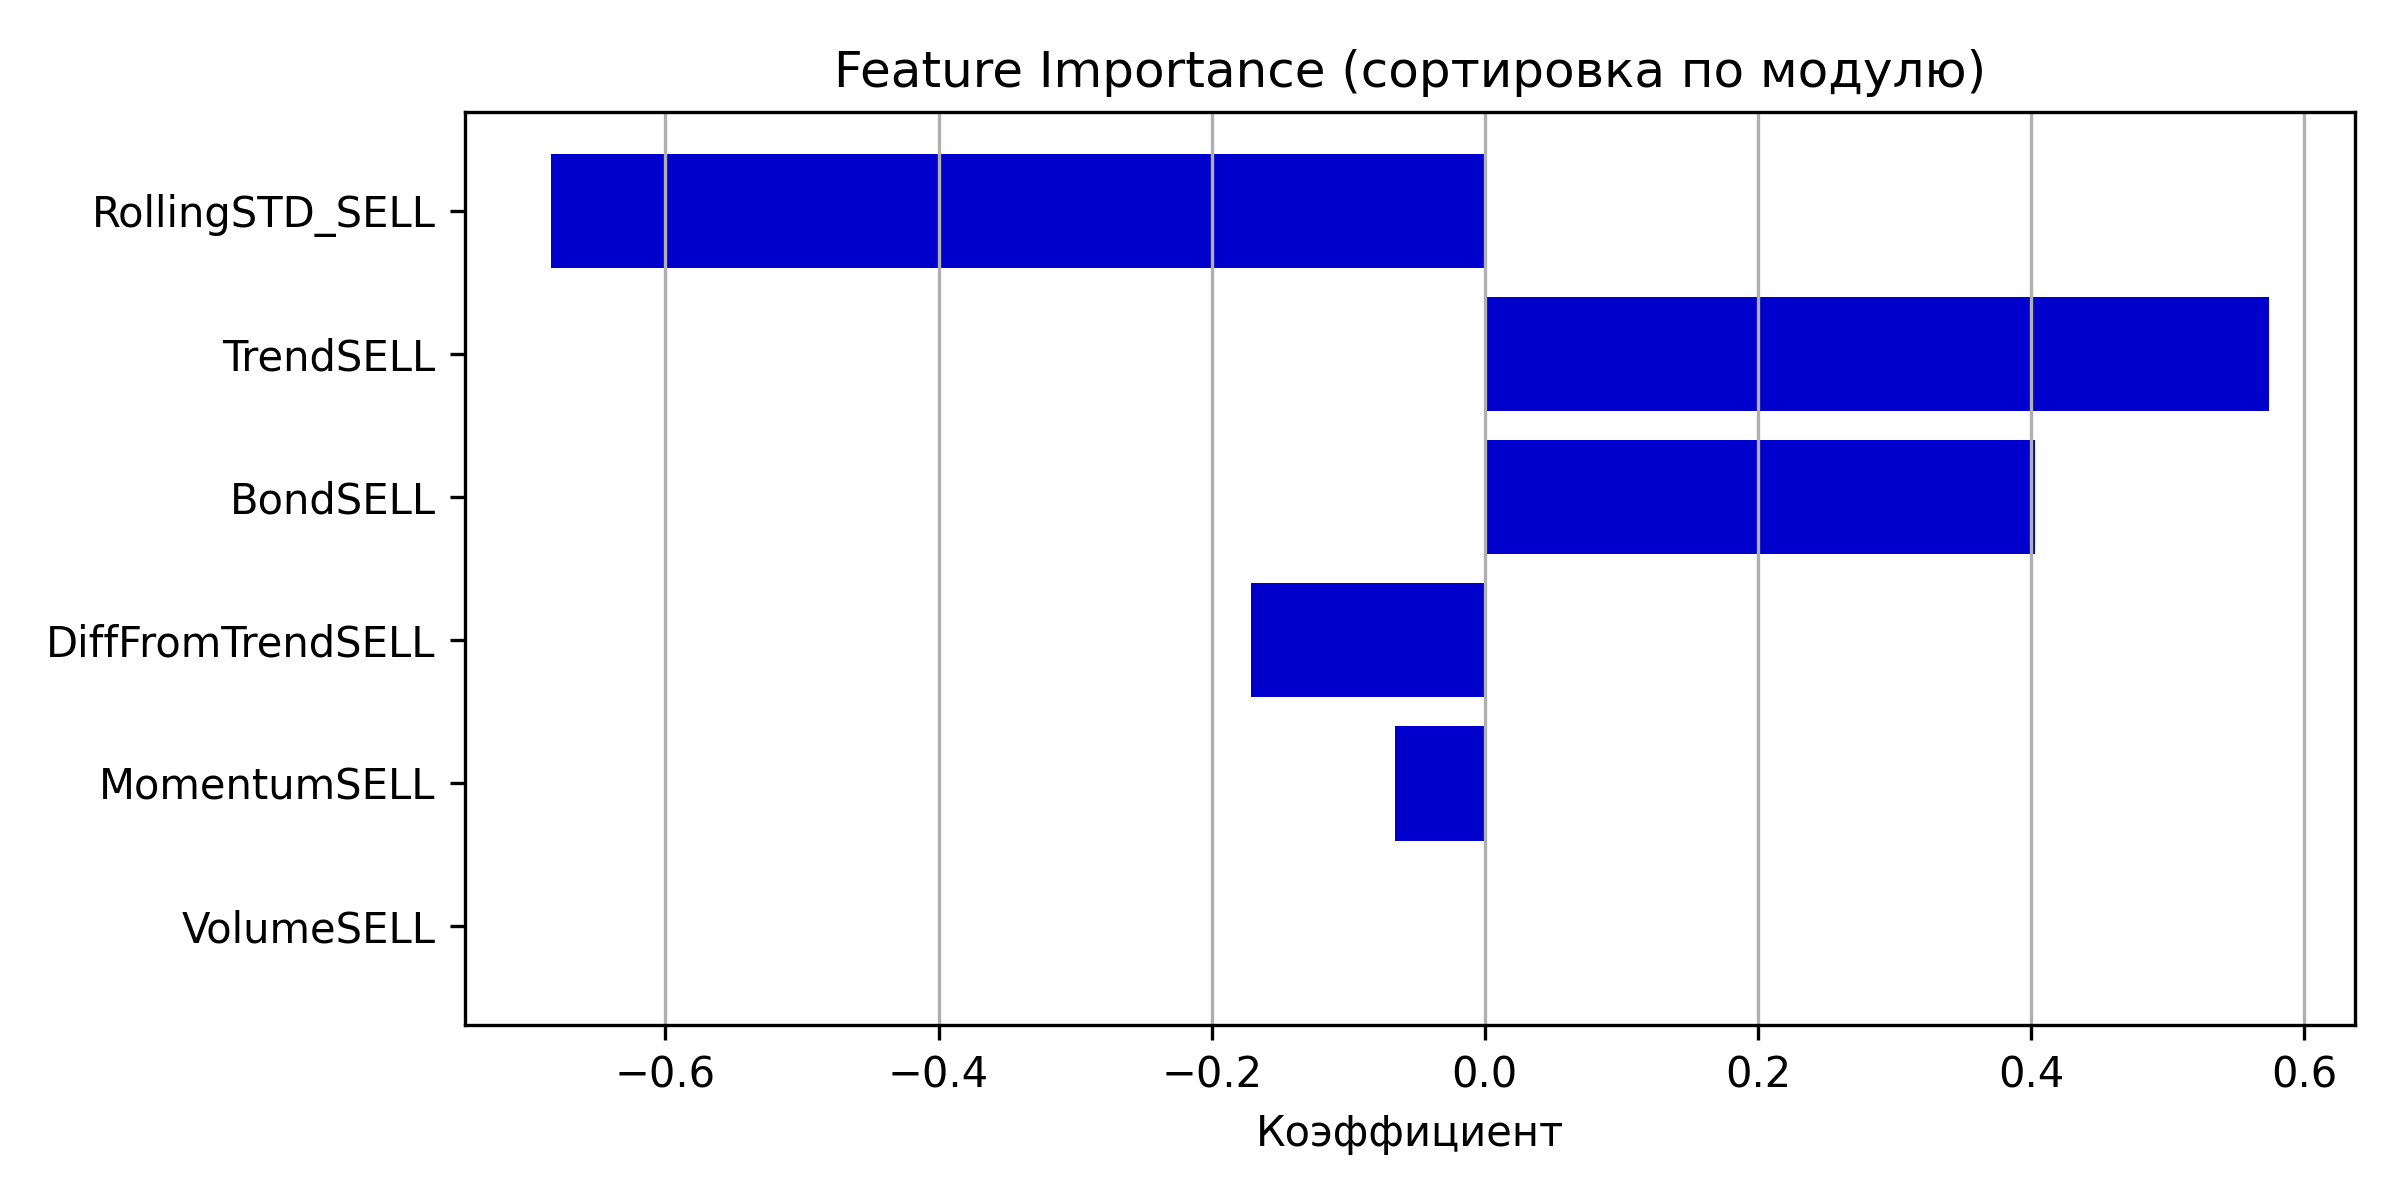 Feature Importance (сортировка по модулю)
RollingSTD_SELL
TrendSELL
BondSELL
DiffFromTrendSELL
MomentumSELL
VolumeSELL
−0.6 −0.4 −0.2 0.0 0.2 0.4 0.6
Коэффициент